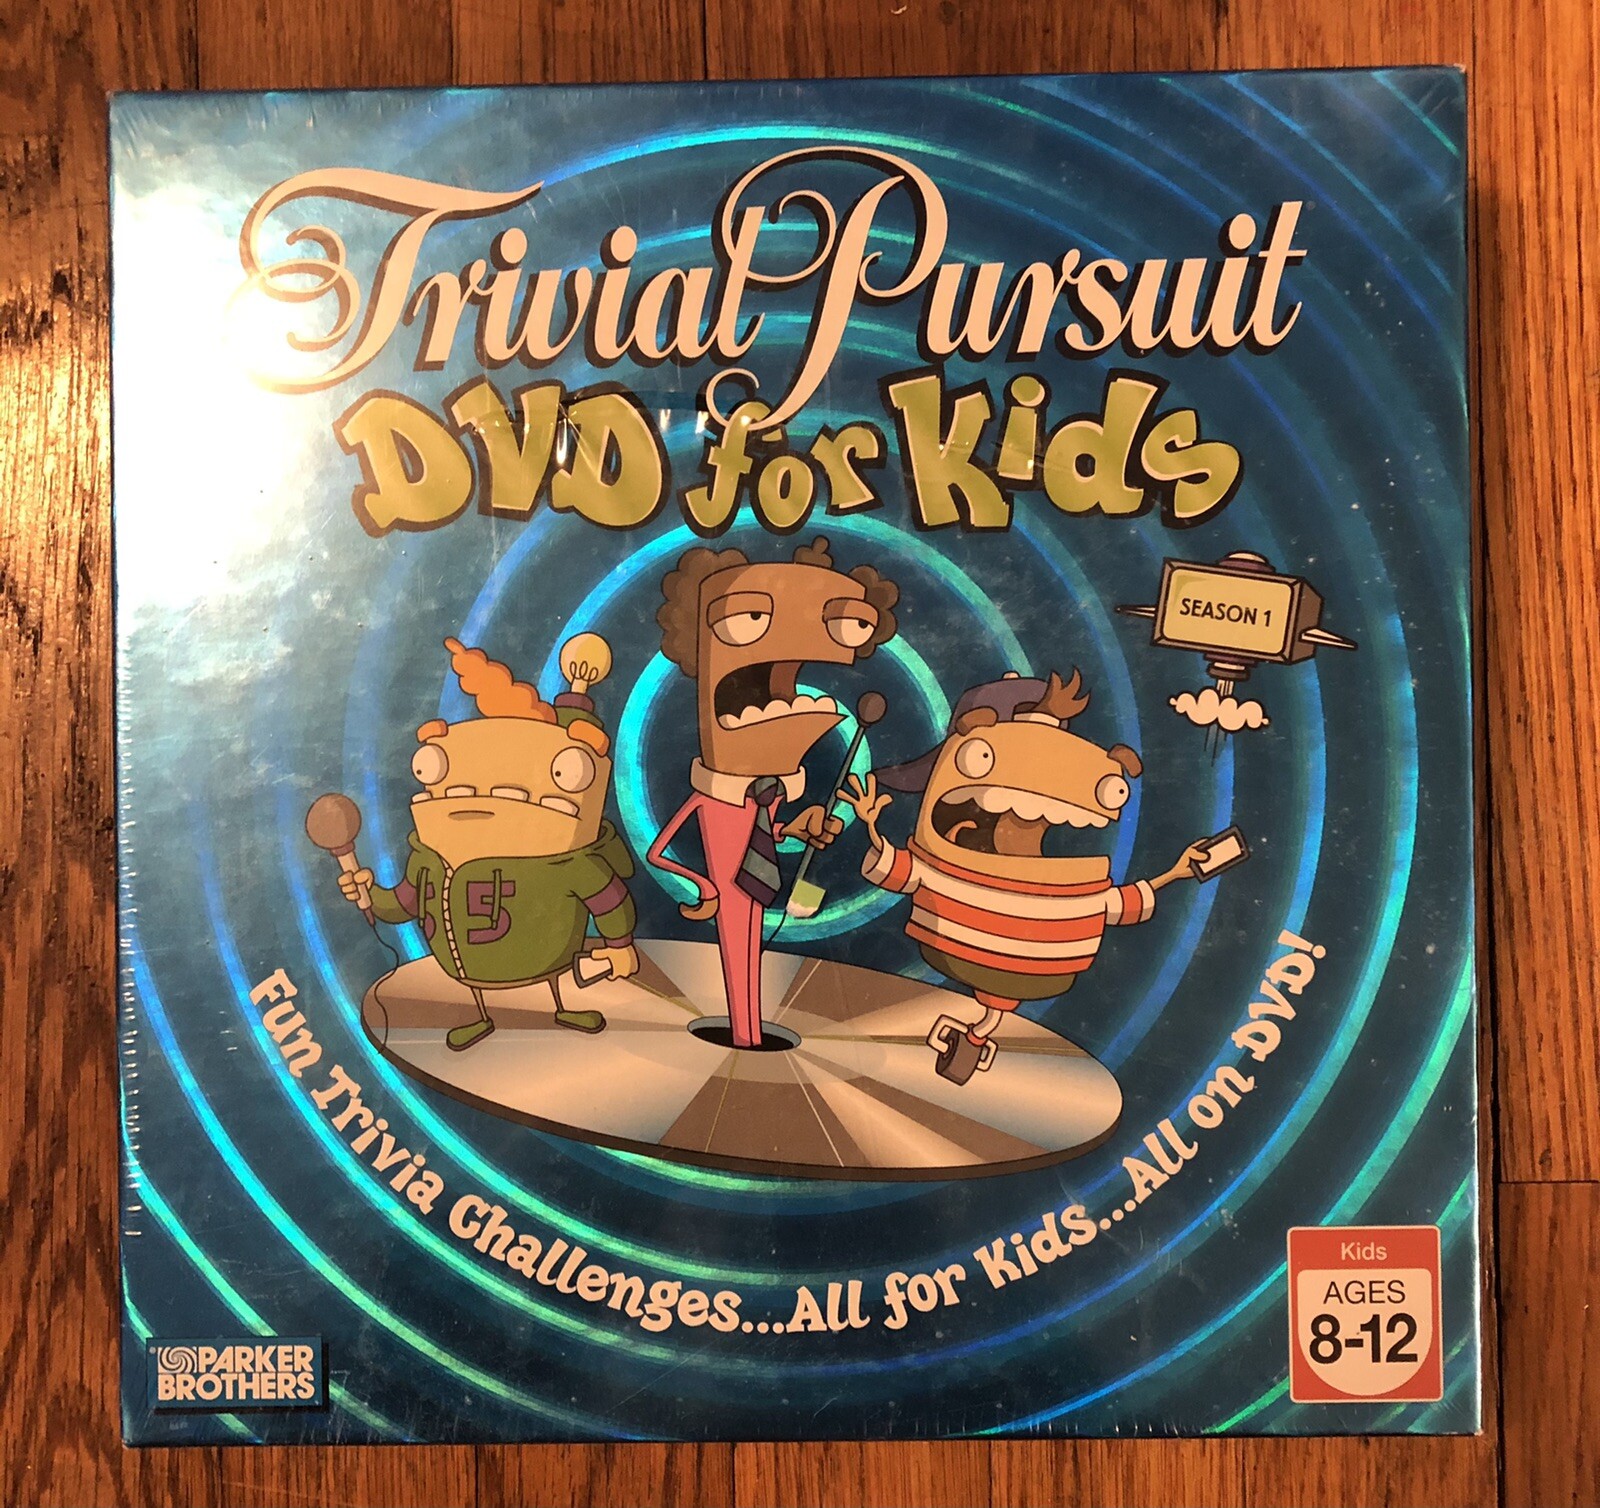 Trivial Pursuit
DVD for Kids
SEASON 1
5
Fun Trivia Challenges...All for Kids...All on DVD!
Kids
AGES
8-12
PARKER
BROTHERS